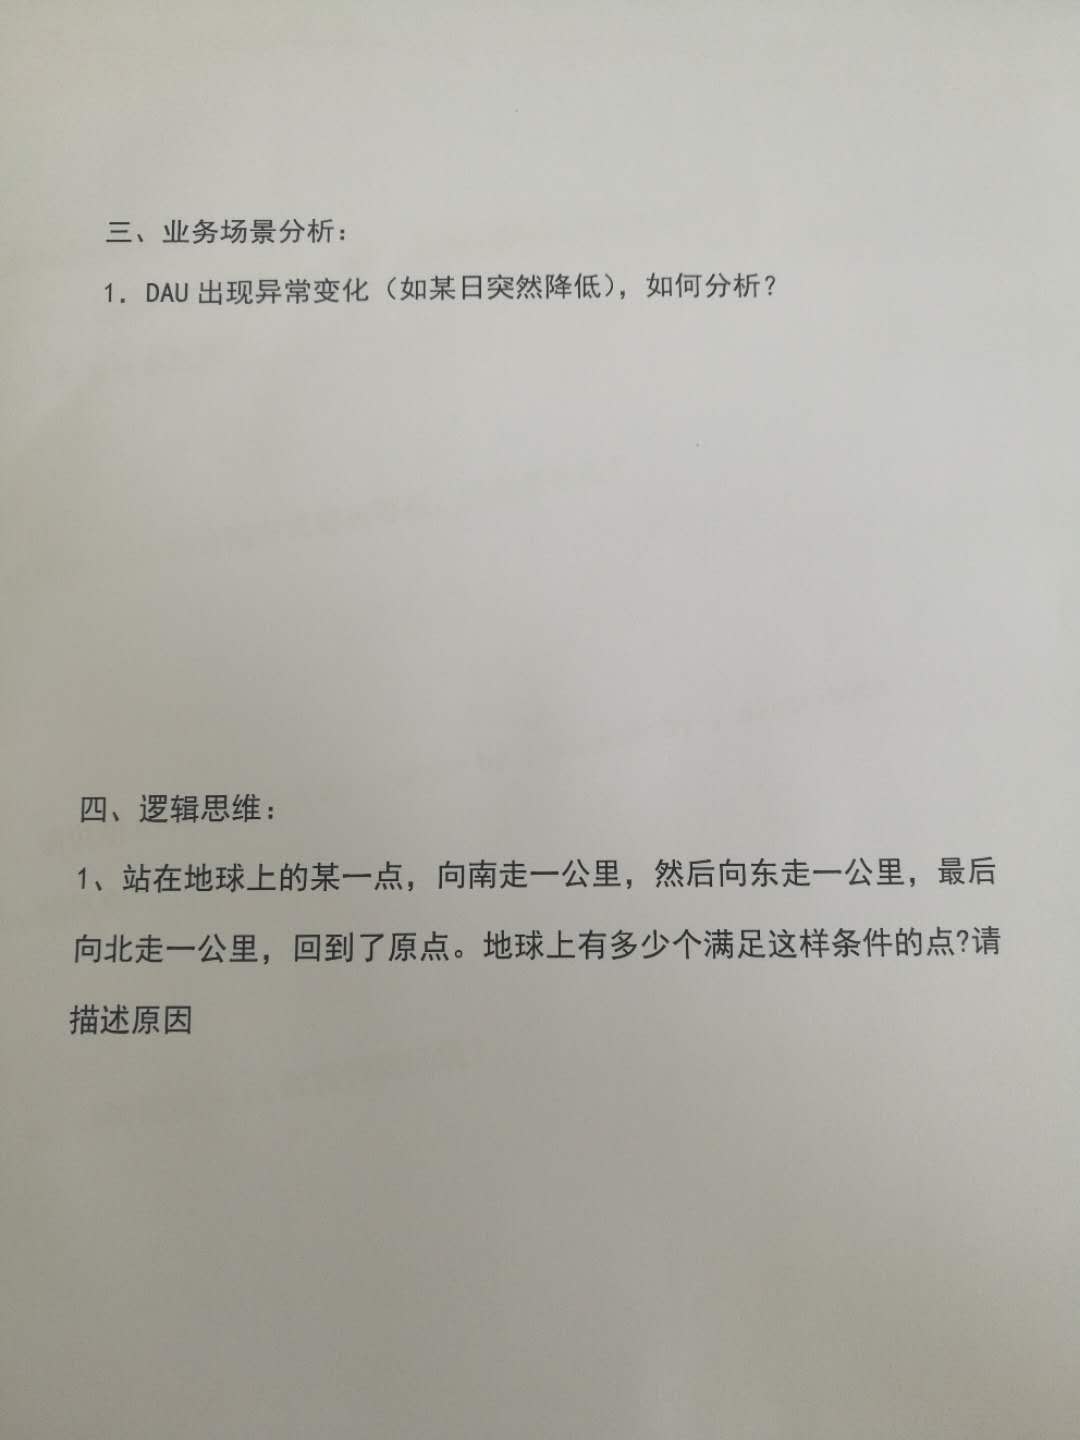 三、业务场景分析：
1．DAU 出现异常变化（如某日突然降低），如何分析？
四、逻辑思维：
1、站在地球上的某一点，向南走一公里，然后向东走一公里，最后
向北走一公里，回到了原点。地球上有多少个满足这样条件的点?请
描述原因